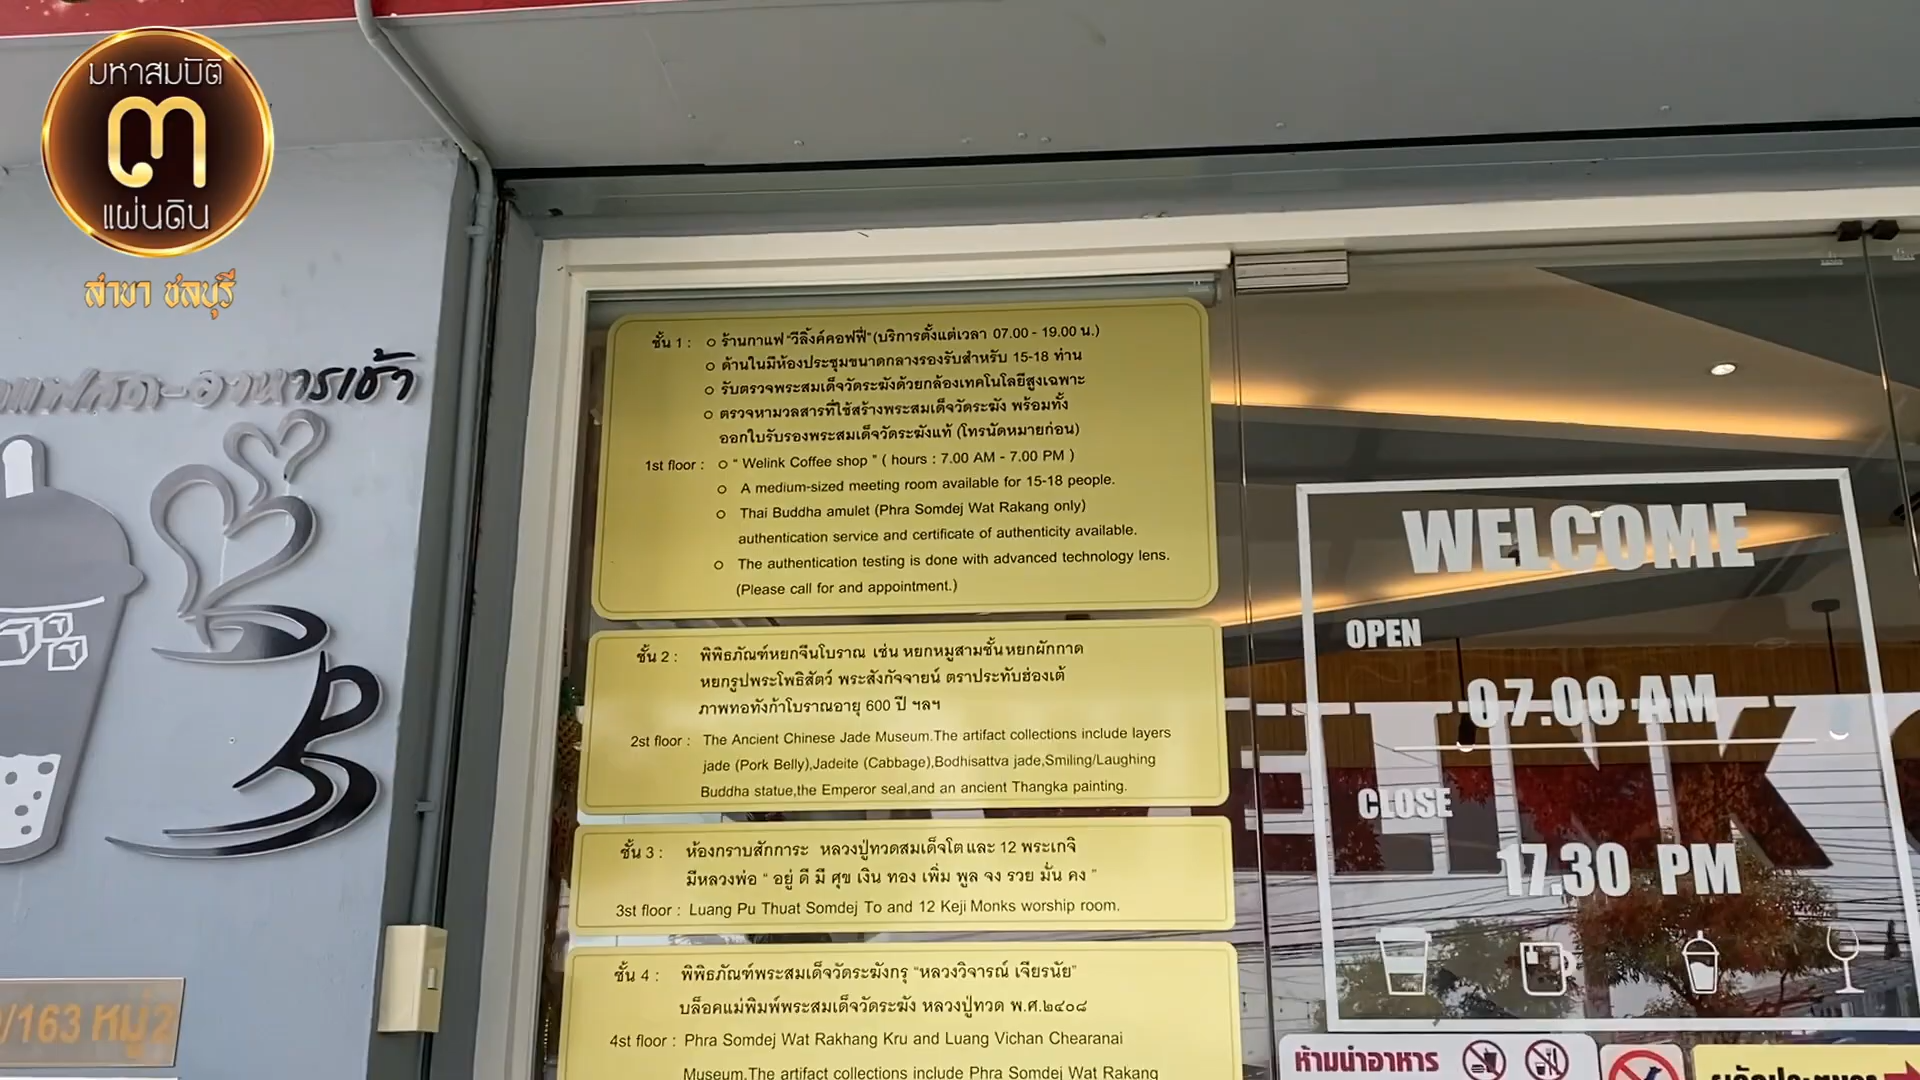 มหาสมบัติ
๓
แผ่นดิน
สาขา ชลบุรี
กาแฟสด-อาหารเช้า
ชั้น 1 : ○ ร้านกาแฟ "วีลิ้งค์คอฟฟี่" (บริการตั้งแต่เวลา 07.00 - 19.00 น.)
○ ด้านในมีห้องประชุมขนาดกลางรองรับสำหรับ 15-18 ท่าน
○ รับตรวจพระสมเด็จวัดระฆังด้วยกล้องเทคโนโลยีสูงเฉพาะ
○ ตรวจหามวลสารที่ใช้สร้างพระสมเด็จวัดระฆัง พร้อมทั้ง
ออกใบรับรองพระสมเด็จวัดระฆังแท้ (โทรนัดหมายก่อน)
1st floor : ○ " Welink Coffee shop " ( hours : 7.00 AM - 7.00 PM )
○ A medium-sized meeting room available for 15-18 people.
○ Thai Buddha amulet (Phra Somdej Wat Rakang only)
authentication service and certificate of authenticity available.
○ The authentication testing is done with advanced technology lens.
(Please call for and appointment.)
ชั้น 2 : พิพิธภัณฑ์หยกจีนโบราณ เช่น หยกหมูสามชั้น หยกผักกาด
หยกรูปพระโพธิสัตว์ พระสังกัจจายน์ ตราประทับฮ่องเต้
ภาพทอทังก้าโบราณอายุ 600 ปี ฯลฯ
2st floor : The Ancient Chinese Jade Museum.The artifact collections include layers
jade (Pork Belly),Jadeite (Cabbage),Bodhisattva jade,Smiling/Laughing
Buddha statue,the Emperor seal,and an ancient Thangka painting.
ชั้น 3 : ห้องกราบสักการะ หลวงปู่ทวดสมเด็จโต และ 12 พระเกจิ
มีหลวงพ่อ " อยู่ ดี มี ศุข เงิน ทอง เพิ่ม พูล จง รวย มั่น คง "
3st floor : Luang Pu Thuat Somdej To and 12 Keji Monks worship room.
ชั้น 4 : พิพิธภัณฑ์พระสมเด็จวัดระฆังกรุ "หลวงวิจารณ์ เจียรนัย"
บล็อคแม่พิมพ์พระสมเด็จวัดระฆัง หลวงปู่ทวด พ.ศ.๒๔๐๘
4st floor : Phra Somdej Wat Rakhang Kru and Luang Vichan Chearanai
Museum.The artifact collections include Phra Somdej Wat Rakang
WELCOME
OPEN
07.00 AM
CLOSE
17.30 PM
/163 หมู่2
ห้ามนำอาหาร